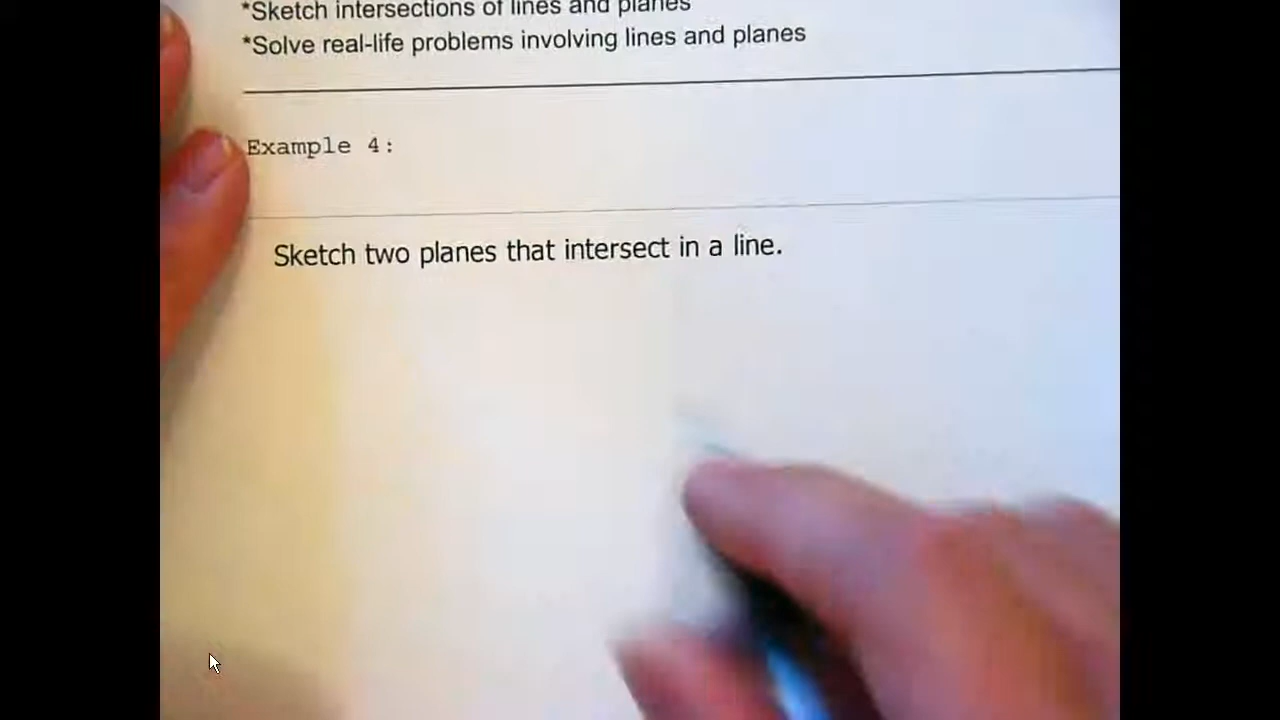 *Sketch intersections of lines and planes
*Solve real-life problems involving lines and planes
Example 4:
Sketch two planes that intersect in a line.